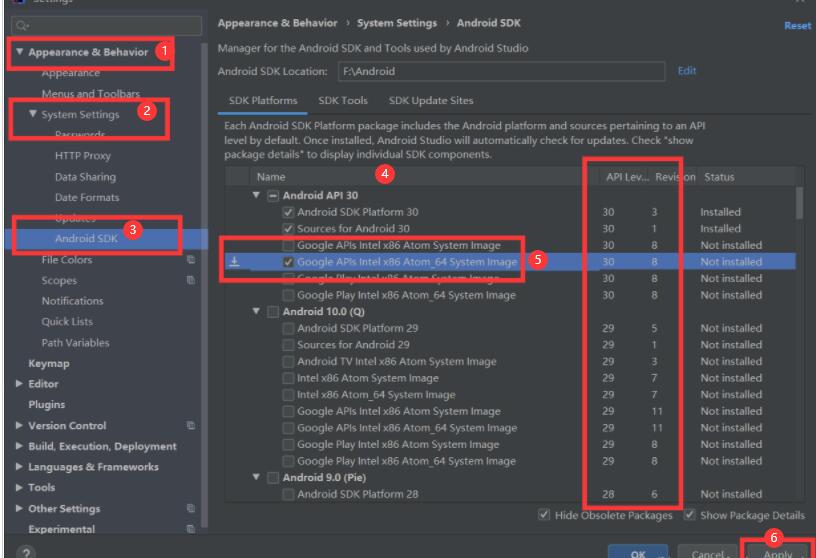 Settings
Appearance & Behavior 1
Appearance
Menus and Toolbars
System Settings 2
Passwords
HTTP Proxy
Data Sharing
Date Formats
Updates
Android SDK 3
File Colors
Scopes
Notifications
Quick Lists
Path Variables
Keymap
Editor
Plugins
Version Control
Build, Execution, Deployment
Languages & Frameworks
Tools
Other Settings
Experimental
?
Appearance & Behavior › System Settings › Android SDK Reset
Manager for the Android SDK and Tools used by Android Studio
Android SDK Location: F:\Android Edit
SDK Platforms SDK Tools SDK Update Sites
Each Android SDK Platform package includes the Android platform and sources pertaining to an API
level by default. Once installed, Android Studio will automatically check for updates. Check "show
package details" to display individual SDK components.
Name 4 API Lev... Revision Status
Android API 30
Android SDK Platform 30 30 3 Installed
Sources for Android 30 30 1 Installed
Google APIs Intel x86 Atom System Image 30 8 Not installed
Google APIs Intel x86 Atom_64 System Image 5 30 8 Not installed
Google Play Intel x86 Atom System Image 30 8 Not installed
Google Play Intel x86 Atom_64 System Image 30 8 Not installed
Android 10.0 (Q)
Android SDK Platform 29 29 5 Not installed
Sources for Android 29 29 1 Not installed
Android TV Intel x86 Atom System Image 29 3 Not installed
Intel x86 Atom System Image 29 7 Not installed
Intel x86 Atom_64 System Image 29 7 Not installed
Google APIs Intel x86 Atom System Image 29 11 Not installed
Google APIs Intel x86 Atom_64 System Image 29 11 Not installed
Google Play Intel x86 Atom System Image 29 8 Not installed
Google Play Intel x86 Atom_64 System Image 29 8 Not installed
Android 9.0 (Pie)
Android SDK Platform 28 28 6 Not installed
Hide Obsolete Packages Show Package Details
6
OK Cancel Apply